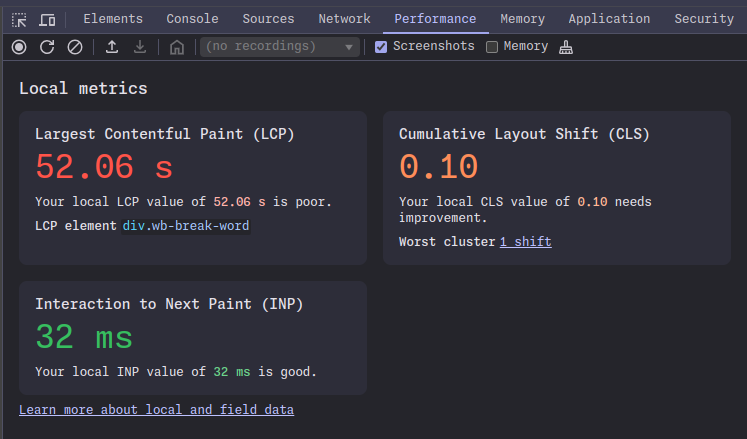 Elements Console Sources Network Performance Memory Application Security
(no recordings) Screenshots Memory
Local metrics
Largest Contentful Paint (LCP)
52.06 s
Your local LCP value of 52.06 s is poor.
LCP element div.wb-break-word
Cumulative Layout Shift (CLS)
0.10
Your local CLS value of 0.10 needs
improvement.
Worst cluster 1 shift
Interaction to Next Paint (INP)
32 ms
Your local INP value of 32 ms is good.
Learn more about local and field data